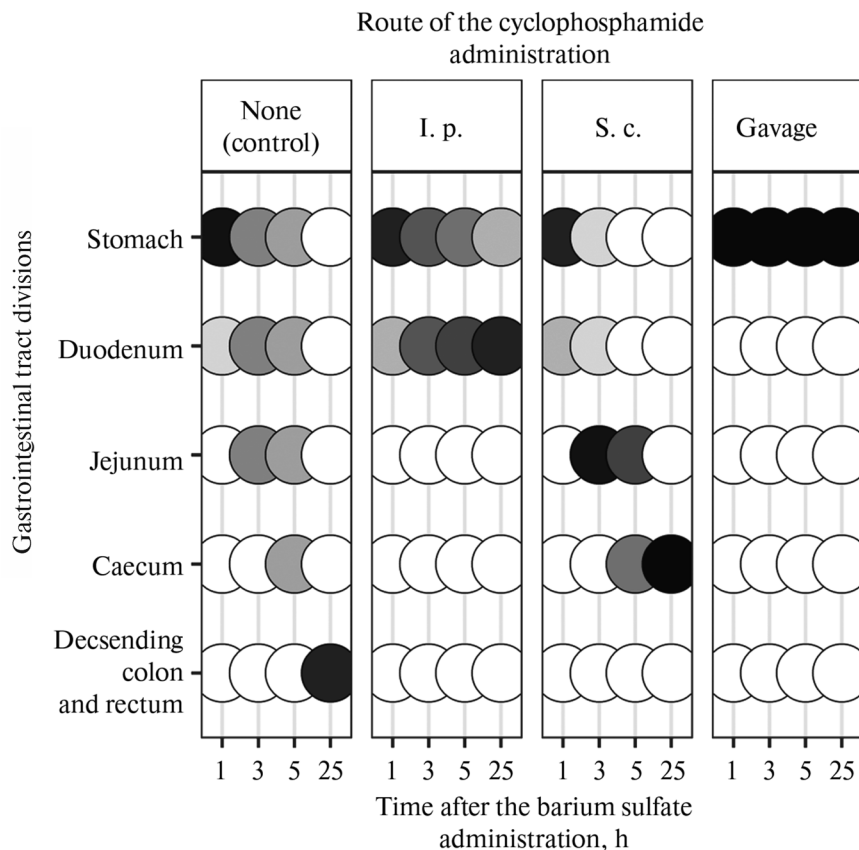 Route of the cyclophosphamide
administration
None
(control)
I. p.
S. c.
Gavage
Gastrointestinal tract divisions
Stomach
Duodenum
Jejunum
Caecum
Decsending
colon
and rectum
1 3 5 25 1 3 5 25 1 3 5 25 1 3 5 25
Time after the barium sulfate
administration, h